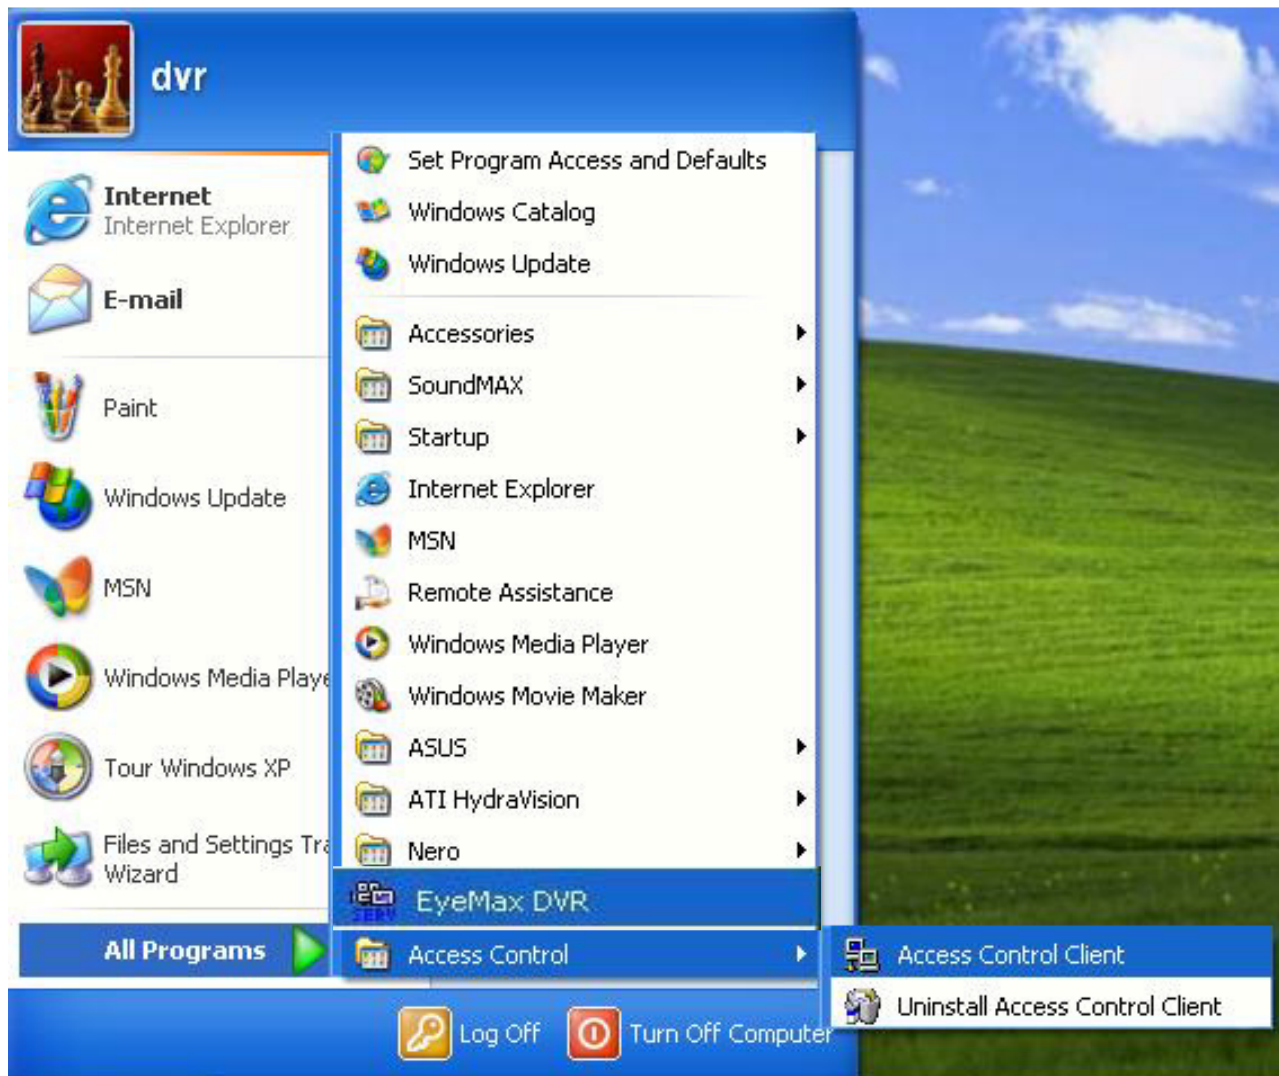 dvr
Internet
Internet Explorer
E-mail
Paint
Windows Update
MSN
Windows Media Playe
Tour Windows XP
Files and Settings Tra
Wizard
All Programs
Set Program Access and Defaults
Windows Catalog
Windows Update
Accessories
SoundMAX
Startup
Internet Explorer
MSN
Remote Assistance
Windows Media Player
Windows Movie Maker
ASUS
ATI HydraVision
Nero
SERV
EyeMax DVR
Access Control
Access Control Client
Uninstall Access Control Client
Log Off
Turn Off Computer